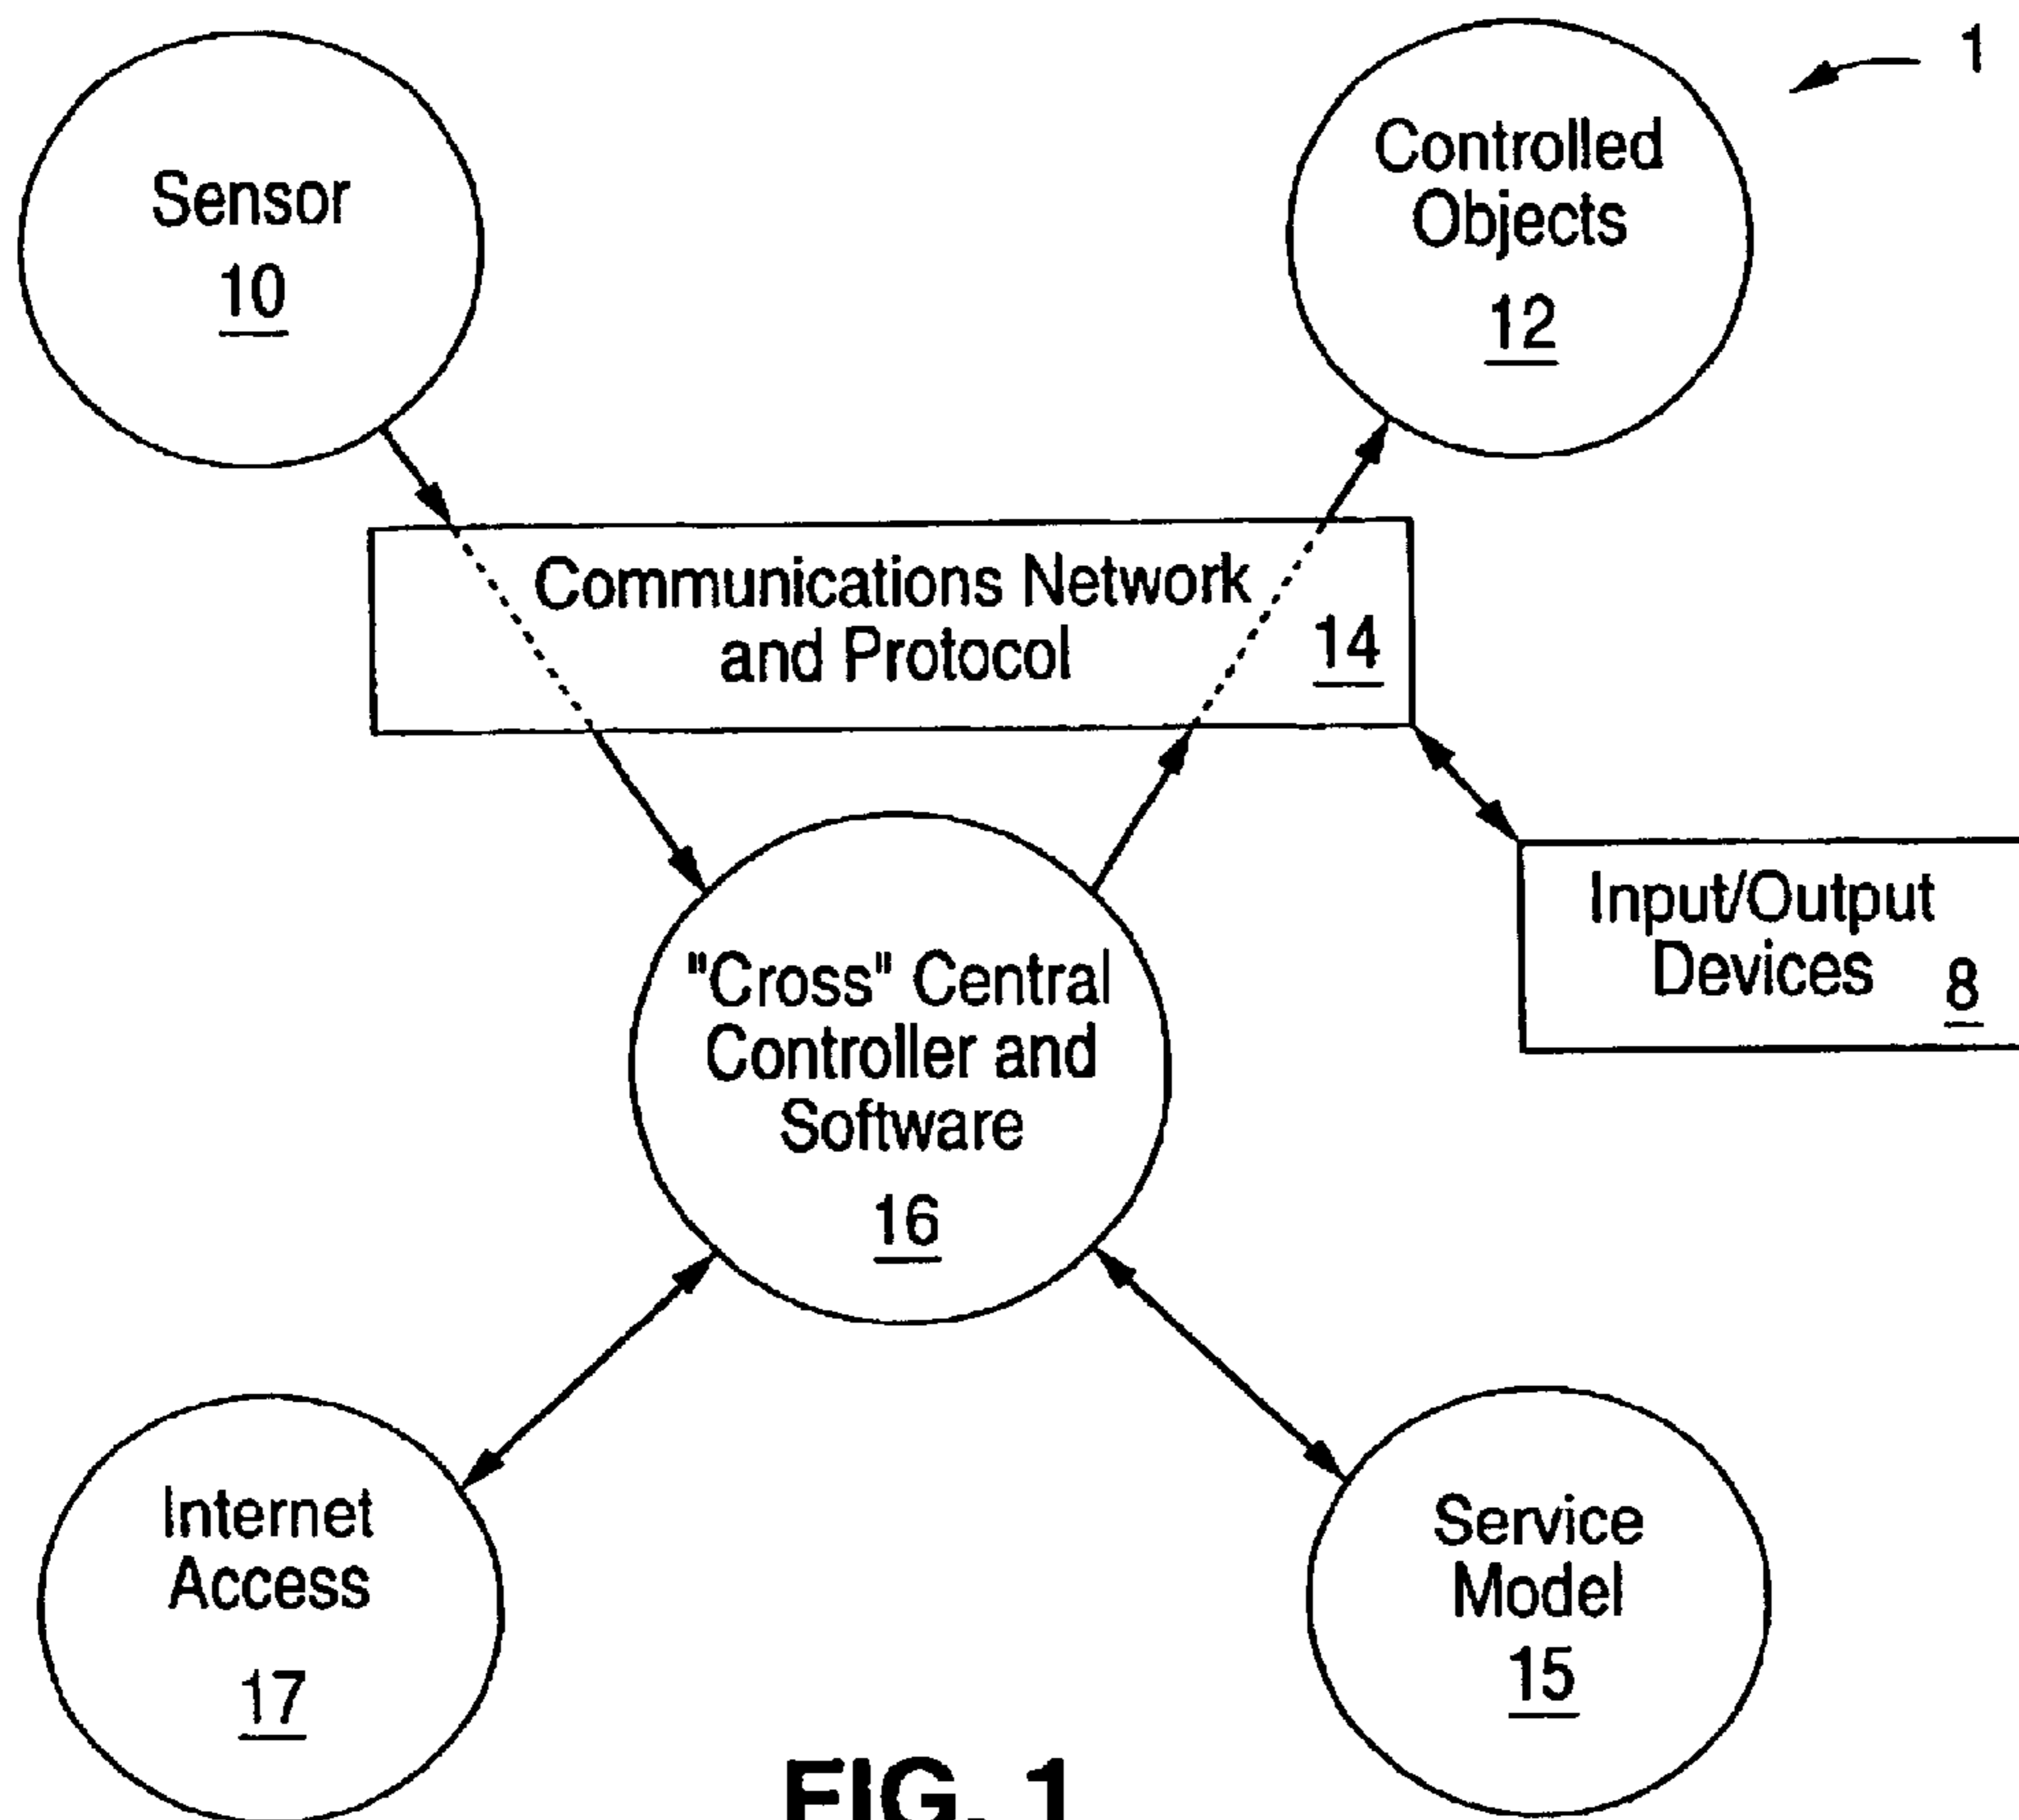 1
Sensor
10
Controlled
Objects
12
Communications Network
and Protocol
14
Input/Output
Devices
8
"Cross" Central
Controller and
Software
16
Internet
Access
17
Service
Model
15
FIG. 1